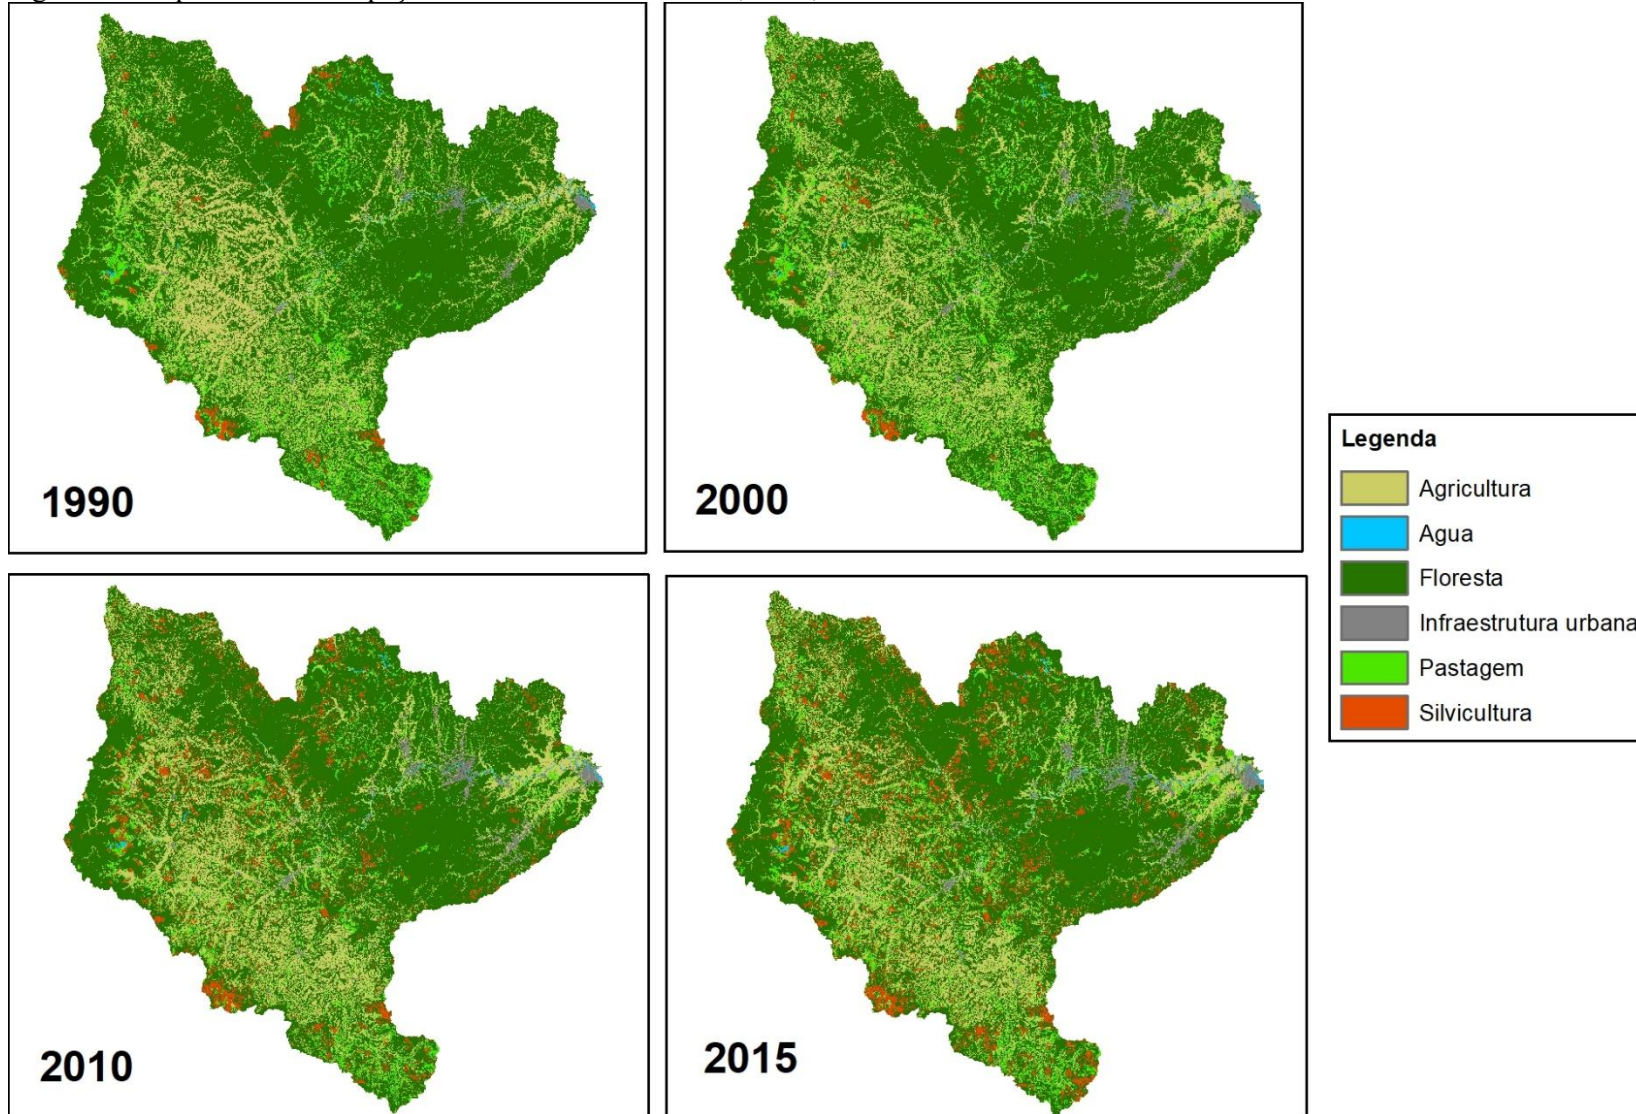 1990
2000
Legenda
Agricultura
Agua
Floresta
Infraestrutura urbana
Pastagem
Silvicultura
2010
2015